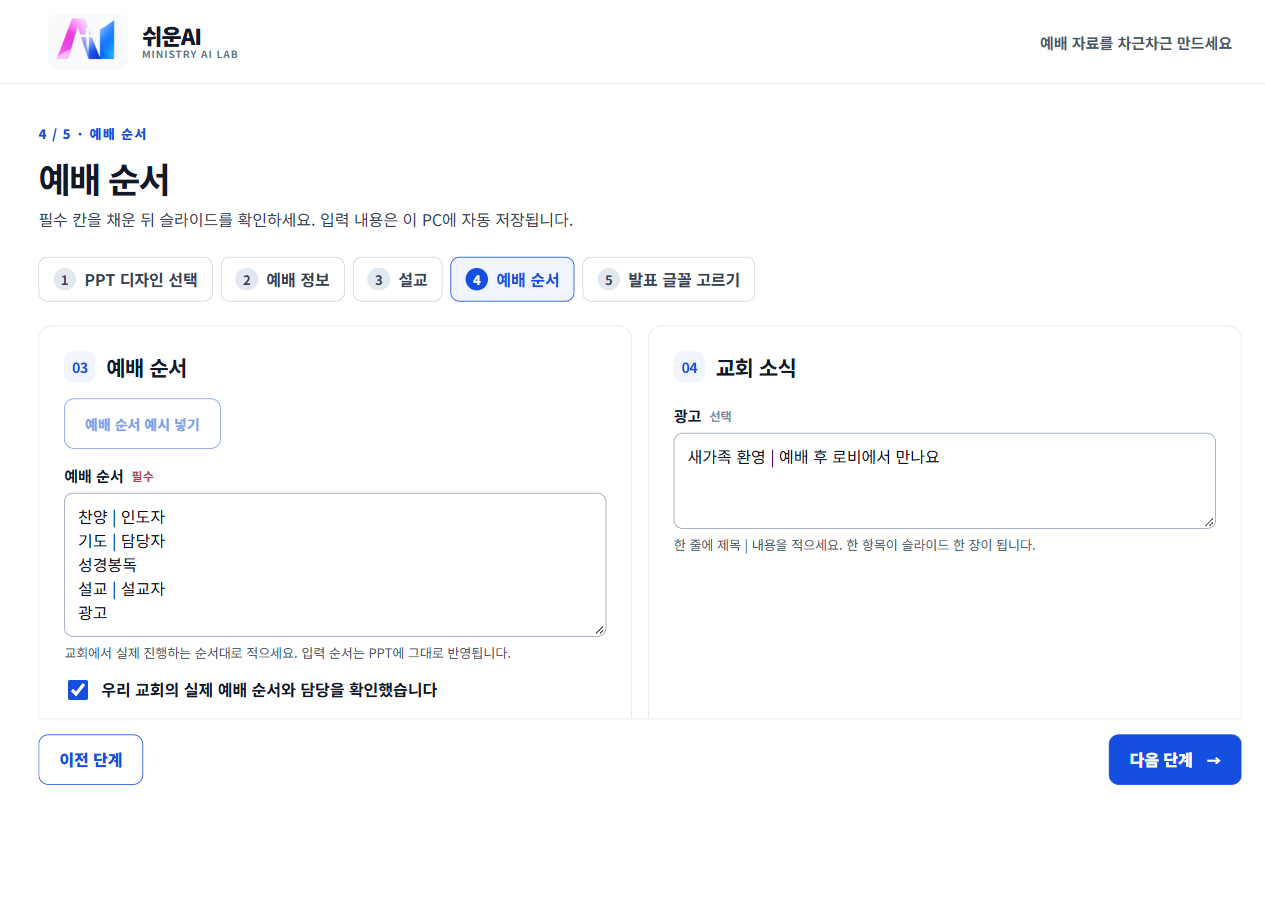 AI
쉬운AI
MINISTRY AI LAB
예배 자료를 차근차근 만드세요
4 / 5 · 예배 순서
예배 순서
필수 칸을 채운 뒤 슬라이드를 확인하세요. 입력 내용은 이 PC에 자동 저장됩니다.
1 PPT 디자인 선택
2 예배 정보
3 설교
4 예배 순서
5 발표 글꼴 고르기
03 예배 순서
예배 순서 예시 넣기
예배 순서 필수
찬양 | 인도자
기도 | 담당자
성경봉독
설교 | 설교자
광고
교회에서 실제 진행하는 순서대로 적으세요. 입력 순서는 PPT에 그대로 반영됩니다.
우리 교회의 실제 예배 순서와 담당을 확인했습니다
04 교회 소식
광고 선택
새가족 환영 | 예배 후 로비에서 만나요
한 줄에 제목 | 내용을 적으세요. 한 항목이 슬라이드 한 장이 됩니다.
이전 단계
다음 단계 →